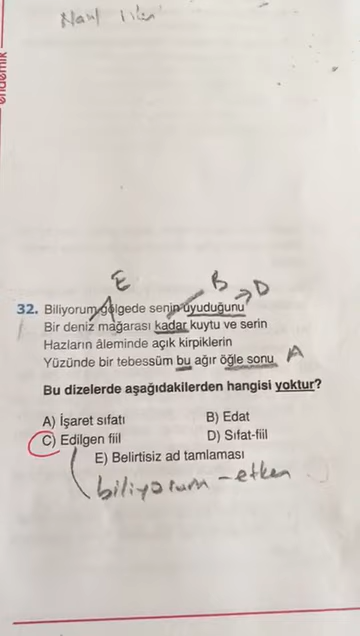 Nasıl
endemik
E B D
32. Biliyorum gölgede senin uyuduğunu
Bir deniz mağarası kadar kuytu ve serin
Hazların âleminde açık kirpiklerin
Yüzünde bir tebessüm bu ağır öğle sonu A
Bu dizelerde aşağıdakilerden hangisi yoktur?
A) İşaret sıfatı B) Edat
C) Edilgen fiil D) Sıfat-fiil
E) Belirtisiz ad tamlaması
biliyorum - etken